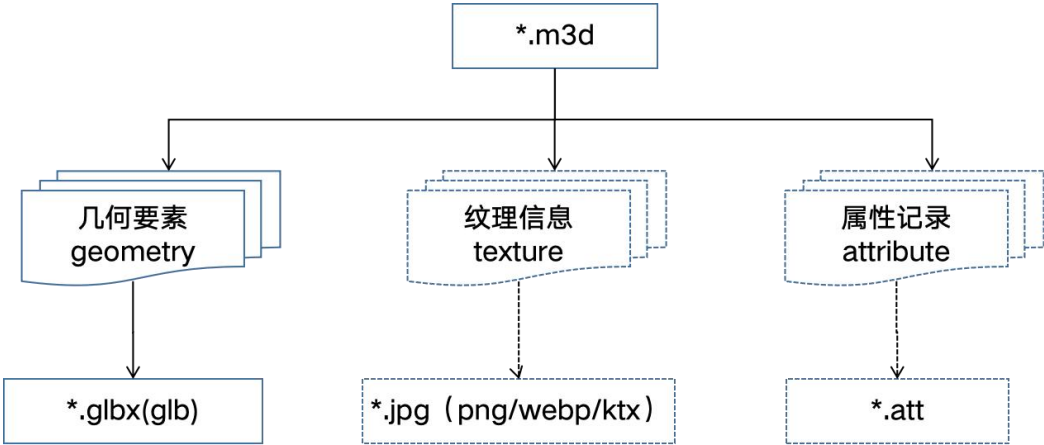 *.m3d
几何要素
geometry
纹理信息
texture
属性记录
attribute
*.glbx(glb)
*.jpg（png/webp/ktx）
*.att